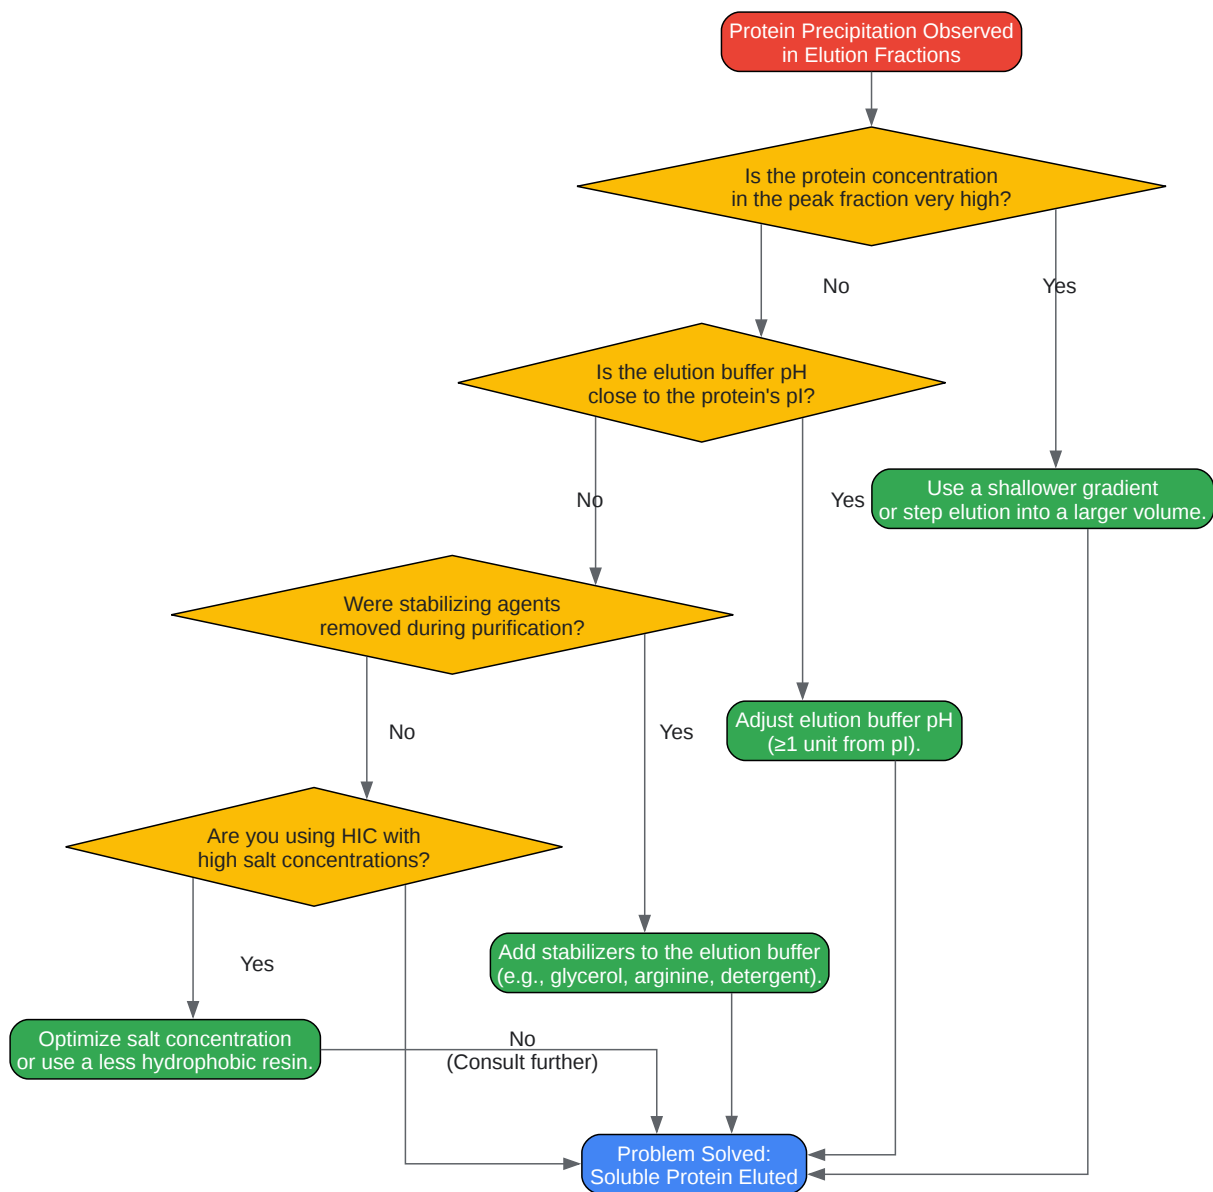 Protein Precipitation Observed
in Elution Fractions
Is the protein concentration
in the peak fraction very high?
No
Yes
Is the elution buffer pH
close to the protein's pI?
No
Yes
Use a shallower gradient
or step elution into a larger volume.
Were stabilizing agents
removed during purification?
No
Yes
Adjust elution buffer pH
(≥1 unit from pI).
Are you using HIC with
high salt concentrations?
Yes
Add stabilizers to the elution buffer
(e.g., glycerol, arginine, detergent).
Optimize salt concentration
or use a less hydrophobic resin.
No
(Consult further)
Problem Solved:
Soluble Protein Eluted